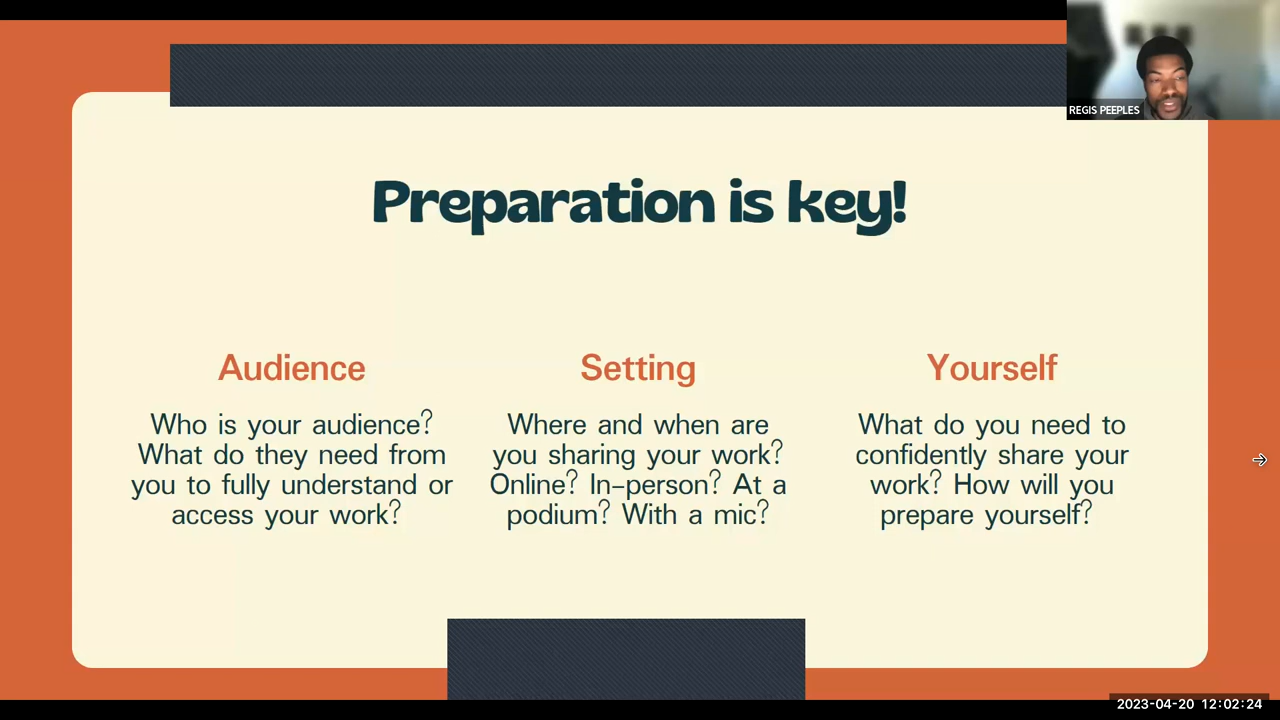 REGIS PEEPLES
Preparation is key!
Audience
Who is your audience?
What do they need from
you to fully understand or
access your work?
Setting
Where and when are
you sharing your work?
Online? In-person? At a
podium? With a mic?
Yourself
What do you need to
confidently share your
work? How will you
prepare yourself?
2023-04-20 12:02:24